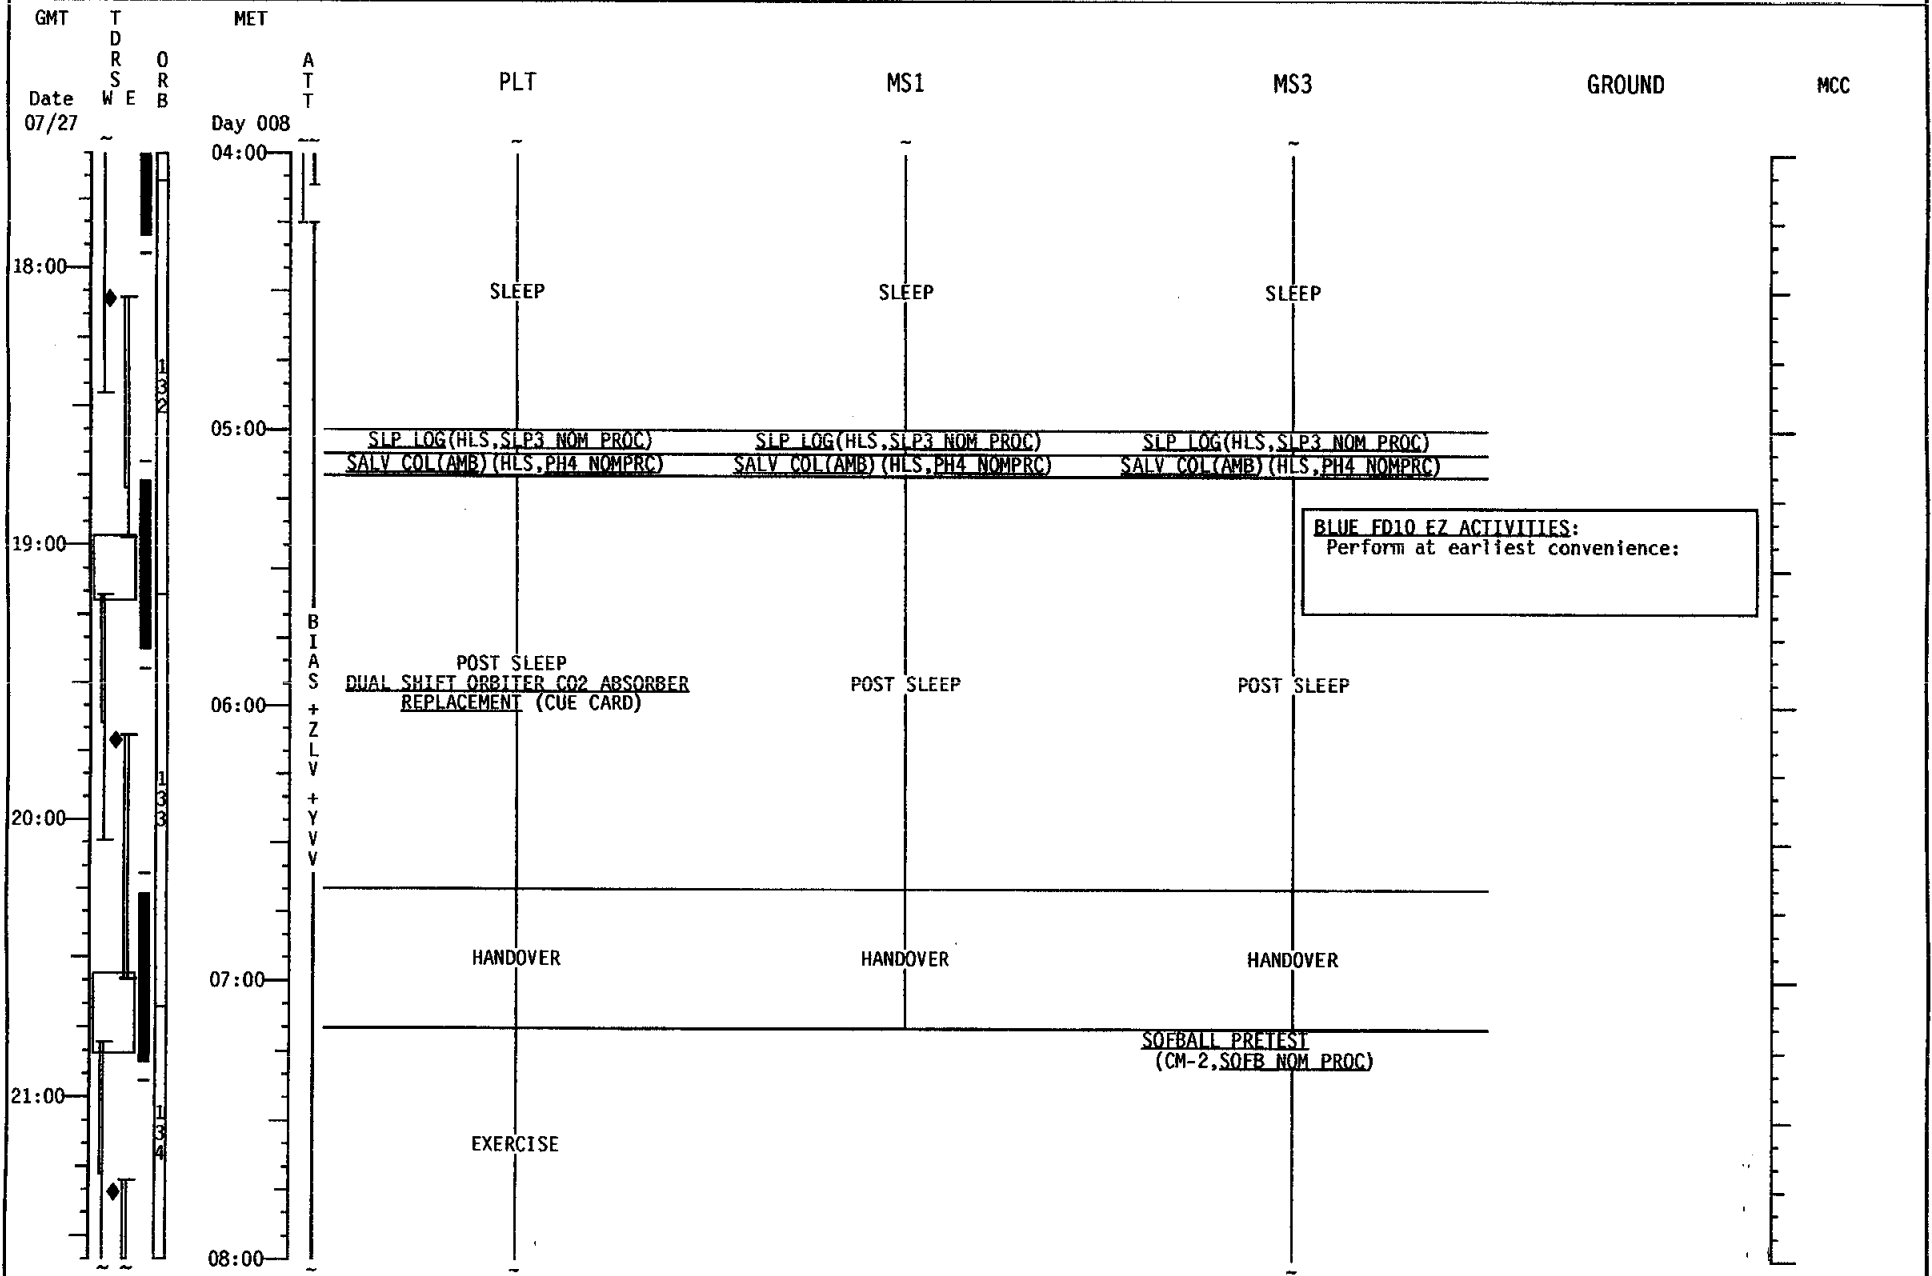 GMT
TDRS
MET
ORB
ATT
PLT
MS1
MS3
GROUND
MCC
Date
W E
07/27
Day 008
~
~~
~
~
~
04:00
18:00
SLEEP
SLEEP
SLEEP
132
05:00
SLP LOG(HLS,SLP3 NOM PROC)
SLP LOG(HLS,SLP3 NOM PROC)
SLP LOG(HLS,SLP3 NOM PROC)
SALV COL(AMB)(HLS,PH4 NOMPRC)
SALV COL(AMB)(HLS,PH4 NOMPRC)
SALV COL(AMB)(HLS,PH4 NOMPRC)
BLUE FD10 EZ ACTIVITIES:
Perform at earliest convenience:
19:00
BIAS +ZLV +YVV
POST SLEEP
DUAL SHIFT ORBITER CO2 ABSORBER
REPLACEMENT (CUE CARD)
POST SLEEP
POST SLEEP
06:00
133
20:00
HANDOVER
HANDOVER
HANDOVER
07:00
SOFBALL PRETEST
(CM-2,SOFB NOM PROC)
21:00
134
EXERCISE
08:00
~ ~
~
~
~